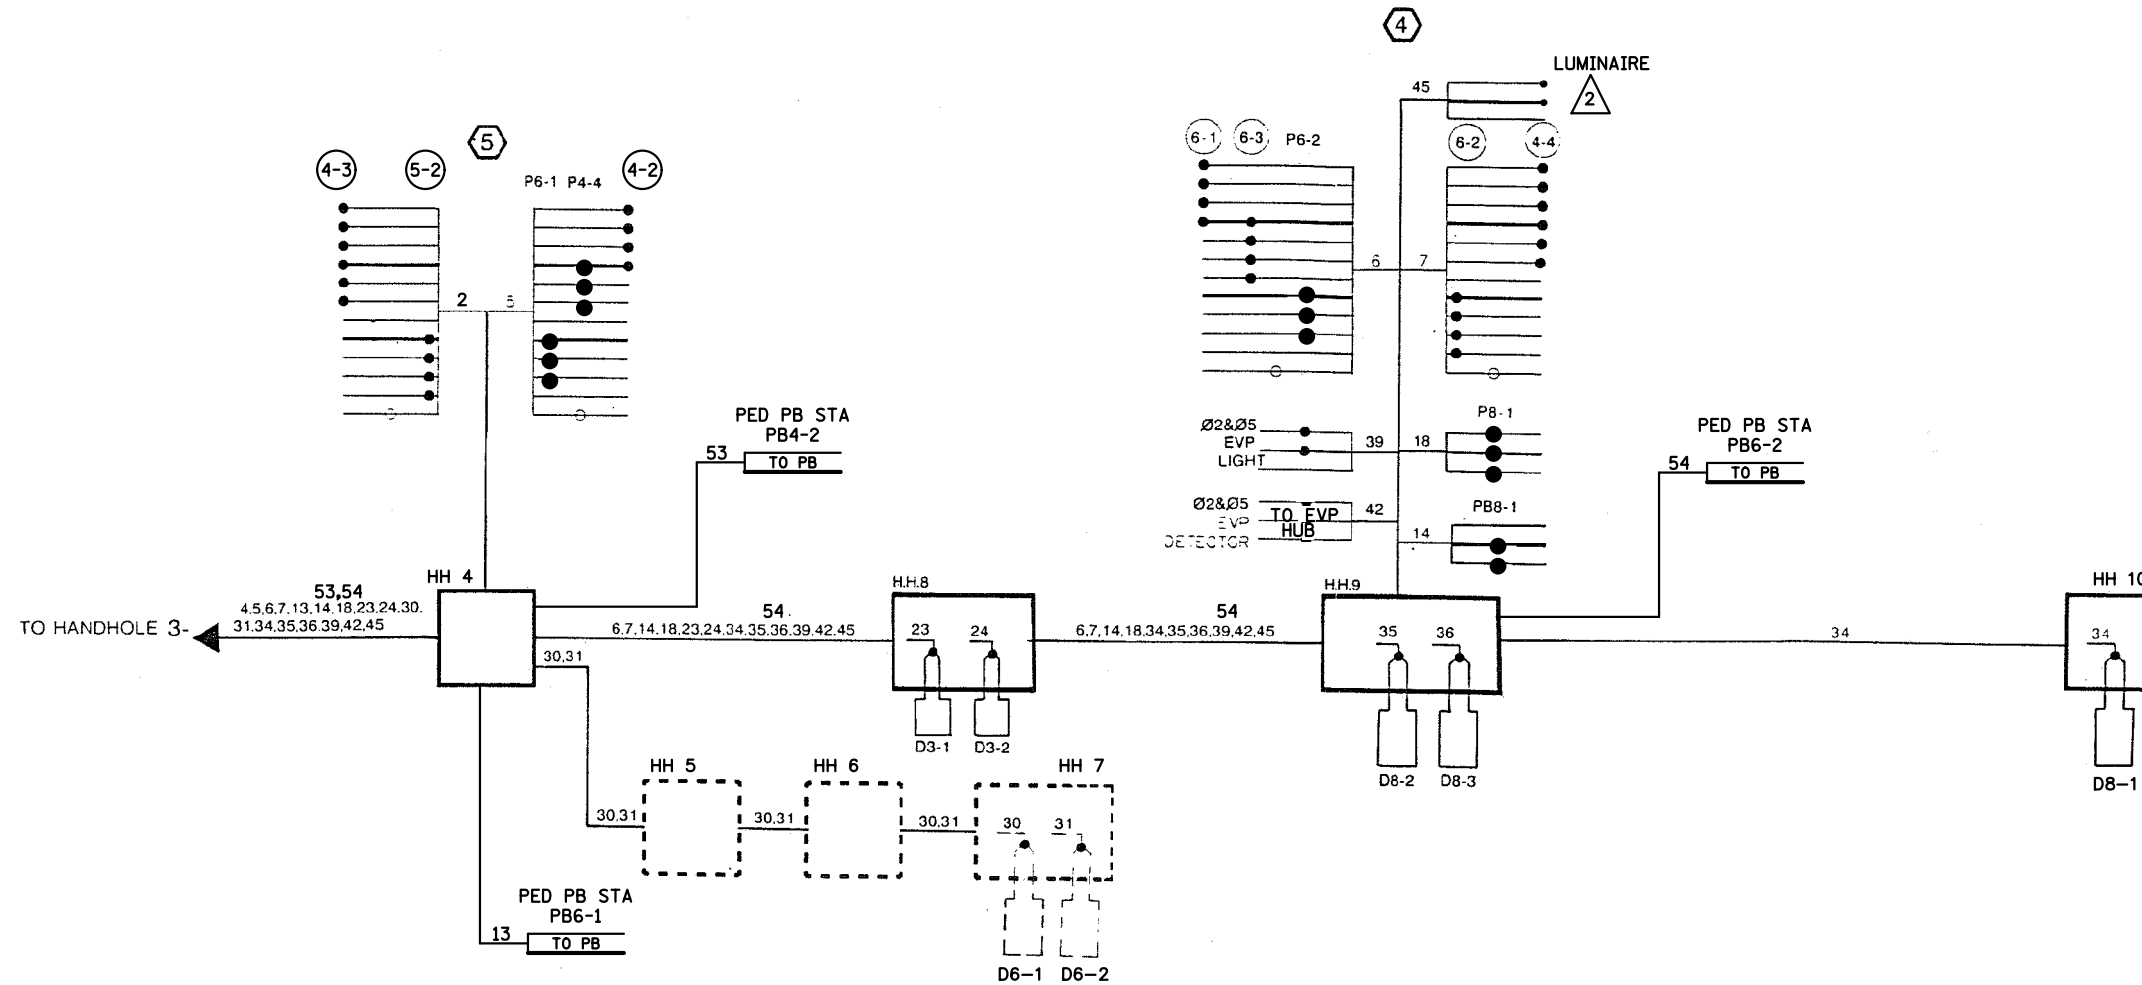 4
LUMINAIRE
45
2
5
6-1 6-3 P6-2
6-2 4-4
4-3 5-2
P6-1 P4-4
4-2
6 7
2 5
PED PB STA
PB4-2
53
TO PB
Ø2&Ø5
EVP
LIGHT
39 18
P8-1
PED PB STA
PB6-2
54
TO PB
Ø2&Ø5
EVP
DETECTOR
TO EVP
HUB
42
PB8-1
14
HH 4
H.H.8
H.H.9
HH 10
53,54
4.5,6.7.13,14.18,23.24.30.
31.34,35,36.39,42,45
TO HANDHOLE 3-
54.
6,7,14.18,23,24,34.35.36.39.42.45
23 24
54
6,7,14.18,34,35,36,39,42,45
35 36
34
34
30,31
D3-1 D3-2
D8-2 D8-3
D8-1
HH 5
HH 6
HH 7
30,31
30,31
30,31
30 31
PED PB STA
PB6-1
13
TO PB
D6-1 D6-2